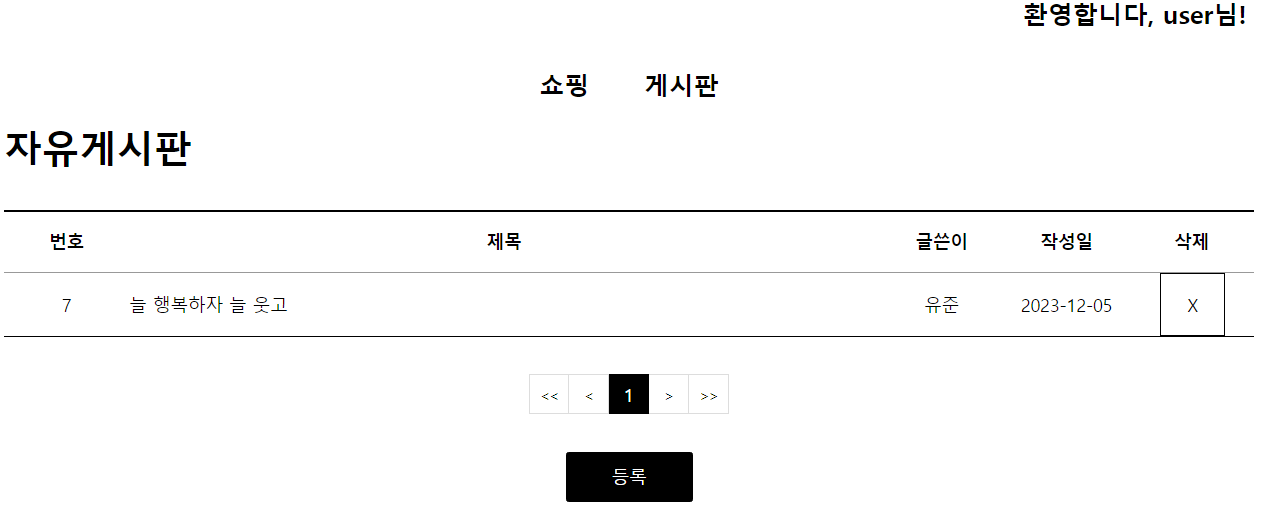 환영합니다, user님!
쇼핑 게시판
자유게시판
번호 제목 글쓴이 작성일 삭제
7 늘 행복하자 늘 웃고 유준 2023-12-05 X
<< < 1 > >>
등록